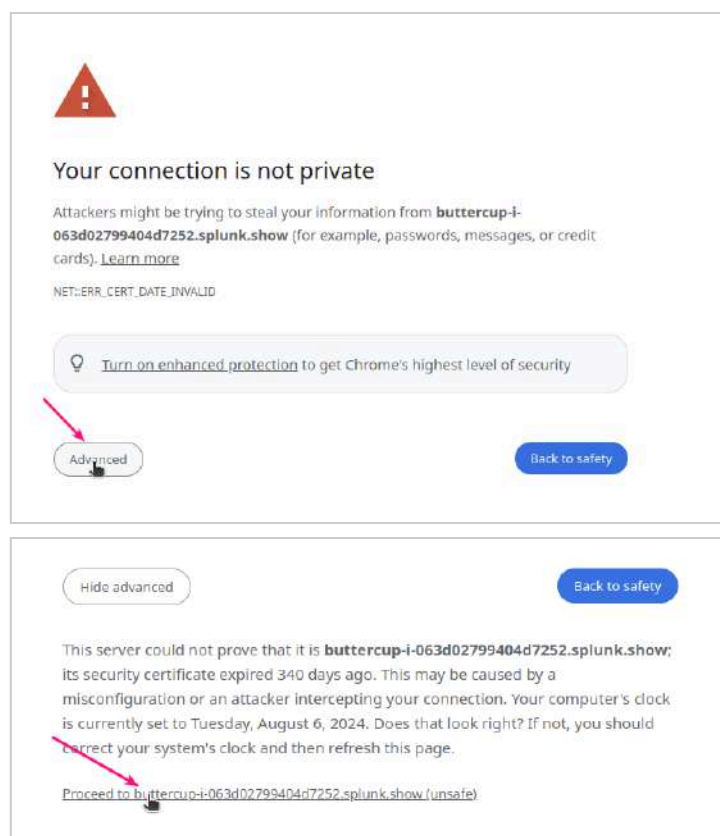 Your connection is not private
Attackers might be trying to steal your information from buttercup-i-
063d02799404d7252.splunk.show (for example, passwords, messages, or credit
cards). Learn more
NET::ERR_CERT_DATE_INVALID
Turn on enhanced protection to get Chrome's highest level of security
Advanced
Back to safety
Hide advanced
Back to safety
This server could not prove that it is buttercup-i-063d02799404d7252.splunk.show;
its security certificate expired 340 days ago. This may be caused by a
misconfiguration or an attacker intercepting your connection. Your computer's clock
is currently set to Tuesday, August 6, 2024. Does that look right? If not, you should
correct your system's clock and then refresh this page.
Proceed to buttercup-i-063d02799404d7252.splunk.show (unsafe)